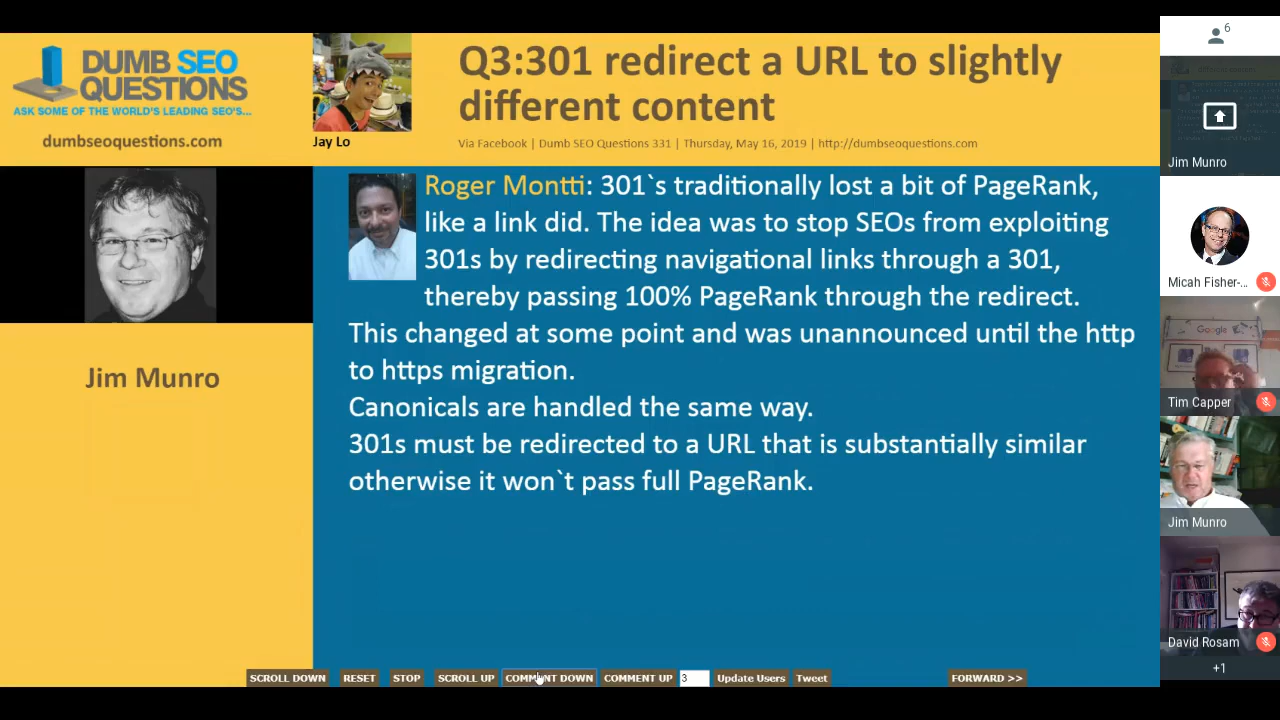 DUMB SEO
QUESTIONS
ASK SOME OF THE WORLD'S LEADING SEO'S...
dumbseoquestions.com
Jay Lo
Q3:301 redirect a URL to slightly
different content
Via Facebook | Dumb SEO Questions 331 | Thursday, May 16, 2019 | http://dumbseoquestions.com
Jim Munro
Roger Montti: 301`s traditionally lost a bit of PageRank,
like a link did. The idea was to stop SEOs from exploiting
301s by redirecting navigational links through a 301,
thereby passing 100% PageRank through the redirect.
This changed at some point and was unannounced until the http
to https migration.
Canonicals are handled the same way.
301s must be redirected to a URL that is substantially similar
otherwise it won`t pass full PageRank.
SCROLL DOWN RESET STOP SCROLL UP COMMENT DOWN COMMENT UP 3 Update Users Tweet FORWARD >>
6
Jim Munro
Micah Fisher-...
Google
Tim Capper
Jim Munro
David Rosam
+1